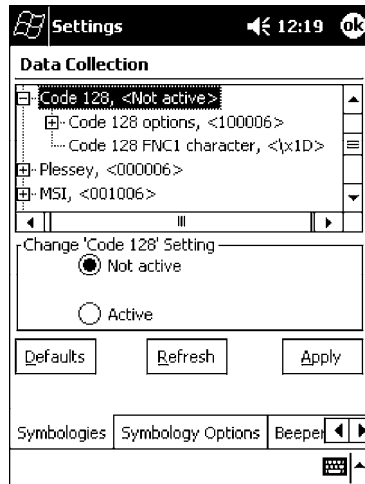 Settings 12:19 ok
Data Collection
Code 128, <Not active>
Code 128 options, <100006>
Code 128 FNC1 character, <\x1D>
Plessey, <000006>
MSI, <001006>
Change 'Code 128' Setting
Not active
Active
Defaults Refresh Apply
Symbologies Symbology Options Beeper